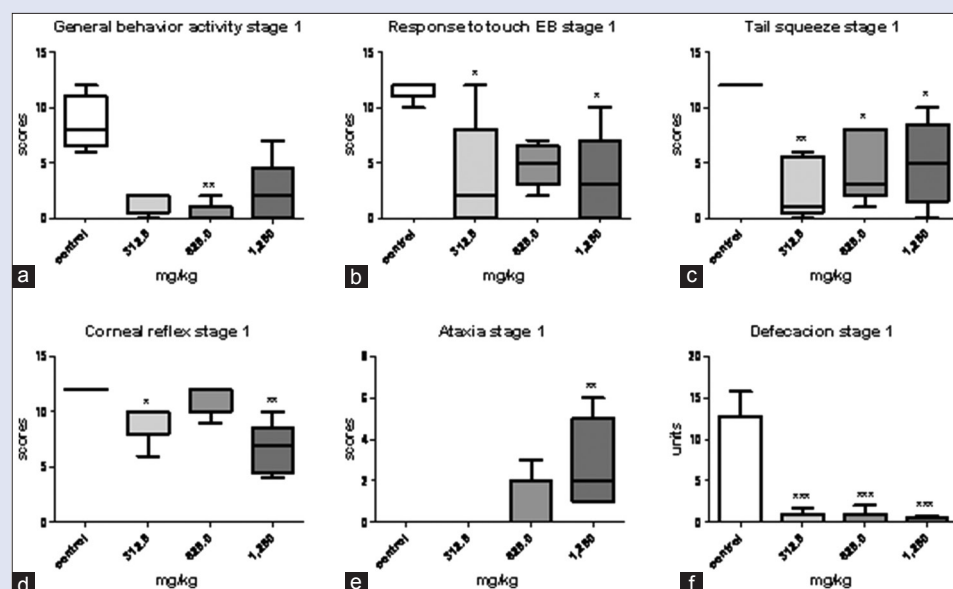 General behavior activity stage 1
15
**
10
scores
5
0
control
312.5
625.0
1,250
mg/kg
a
Response to touch EB stage 1
15
*
*
10
scores
5
0
control
312.5
625.0
1,250
mg/kg
b
Tail squeeze stage 1
15
**
*
*
10
scores
5
0
control
312.5
625.0
1,250
mg/kg
c
Corneal reflex stage 1
15
*
**
10
scores
5
0
control
312.5
625.0
1,250
mg/kg
d
Ataxia stage 1
**
6
4
scores
2
0
control
312.5
625.0
1,250
mg/kg
e
Defecacion stage 1
20
15
10
units
5
0
***
***
***
control
312.5
625.0
1,250
mg/kg
f